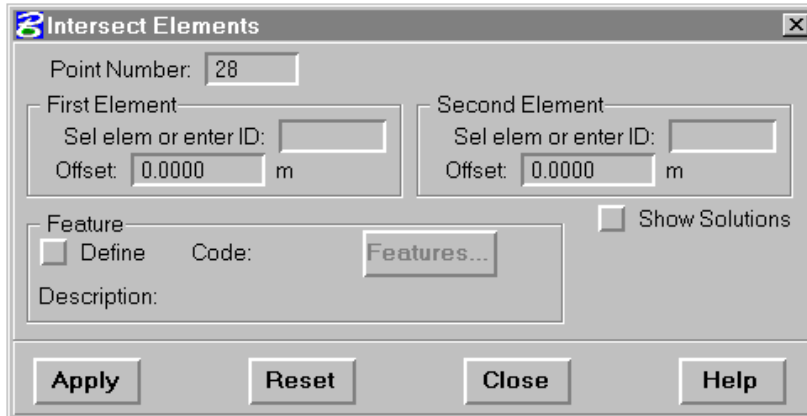 Intersect Elements
Point Number: 28
First Element
Sel elem or enter ID:
Offset: 0.0000 m
Second Element
Sel elem or enter ID:
Offset: 0.0000 m
Show Solutions
Feature
Define Code: Features...
Description:
Apply Reset Close Help